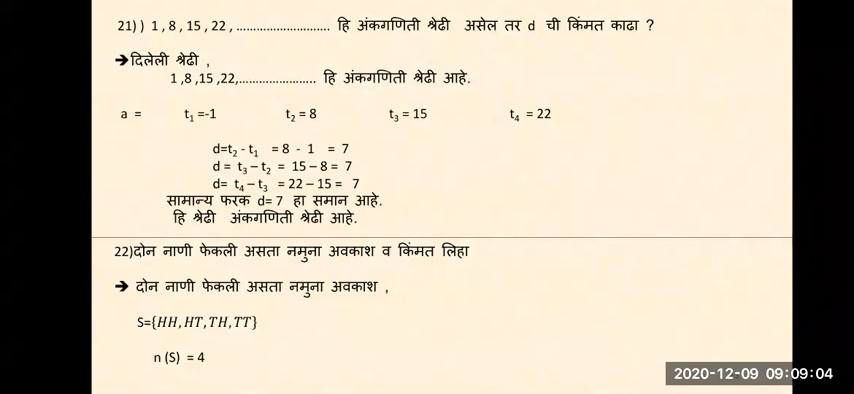 21)) 1 , 8 , 15 , 22 , ............................. हि अंकगणिती श्रेढी असेल तर d ची किंमत काढा ?
➔दिलेली श्रेढी ,
1 ,8 ,15 ,22,...................... हि अंकगणिती श्रेढी आहे.
a = t₁ =-1 t₂ = 8 t₃ = 15 t₄ = 22
d=t₂ - t₁ = 8 - 1 = 7
d = t₃ – t₂ = 15 – 8 = 7
d= t₄ – t₃ = 22 – 15 = 7
सामान्य फरक d= 7 हा समान आहे.
हि श्रेढी अंकगणिती श्रेढी आहे.
22)दोन नाणी फेकली असता नमुना अवकाश व किंमत लिहा
➔ दोन नाणी फेकली असता नमुना अवकाश ,
S={HH, HT, TH, TT}
n (S) = 4
2020-12-09 09:09:04